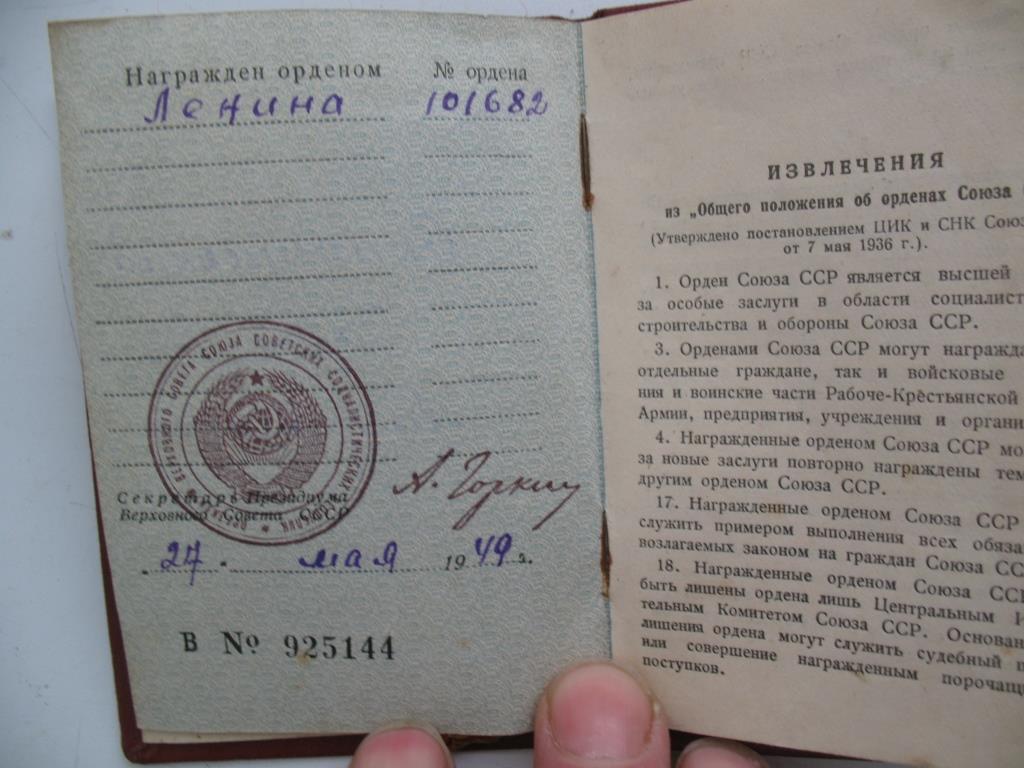 Награжден орденом № ордена
Ленина 101682
Секретарь Президиума
Верховного Совета СССР
А. Горкин
27. мая 1949 г.
В № 925144
ВЕРХОВНОГО СОВЕТА СОЮЗА СОВЕТСКИХ СОЦИАЛИСТИЧЕСКИХ
ИЗВЛЕЧЕНИЯ
из „Общего положения об орденах Союза
(Утверждено постановлением ЦИК и СНК Союз
от 7 мая 1936 г.).
1. Орден Союза ССР является высшей
за особые заслуги в области социалист
строительства и обороны Союза ССР.
3. Орденами Союза ССР могут награжда
отдельные граждане, так и войсковые
ния и воинские части Рабоче-Крестьянской
Армии, предприятия, учреждения и органи
4. Награжденные орденом Союза ССР мо
за новые заслуги повторно награждены тем
другим орденом Союза ССР.
17. Награжденные орденом Союза ССР
служить примером выполнения всех обяза
возлагаемых законом на граждан Союза СС
18. Награжденные орденом Союза ССР
быть лишены ордена лишь Центральным И
тельным Комитетом Союза ССР. Основан
лишения ордена могут служить судебный п
или совершение награжденным порочащ
поступков.